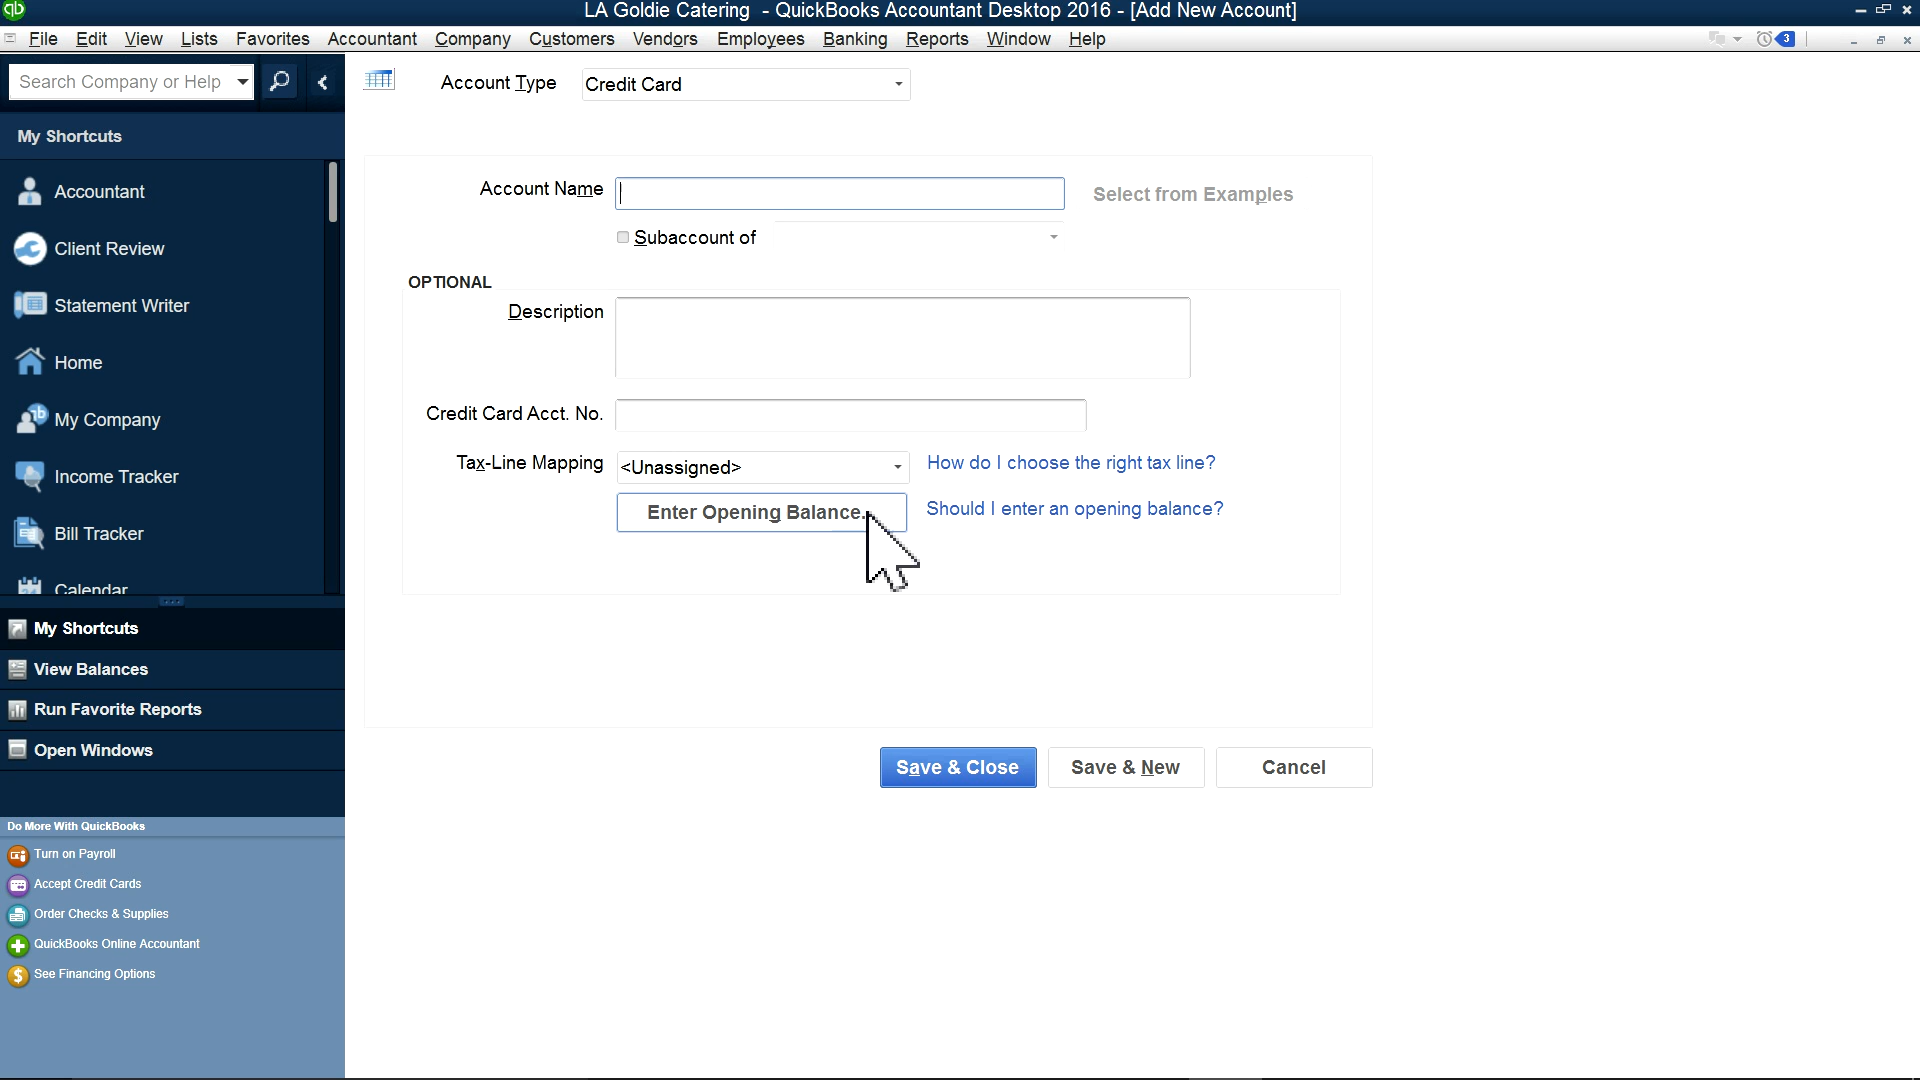 LA Goldie Catering - QuickBooks Accountant Desktop 2016 - [Add New Account]
File Edit View Lists Favorites Accountant Company Customers Vendors Employees Banking Reports Window Help
3
Search Company or Help
Account Type Credit Card
My Shortcuts
Accountant
Client Review
Statement Writer
Home
My Company
Income Tracker
Bill Tracker
Calendar
Account Name
Select from Examples
Subaccount of
OPTIONAL
Description
Credit Card Acct. No.
Tax-Line Mapping <Unassigned> How do I choose the right tax line?
Enter Opening Balance.. Should I enter an opening balance?
Save & Close Save & New Cancel
My Shortcuts
View Balances
Run Favorite Reports
Open Windows
Do More With QuickBooks
Turn on Payroll
Accept Credit Cards
Order Checks & Supplies
QuickBooks Online Accountant
See Financing Options